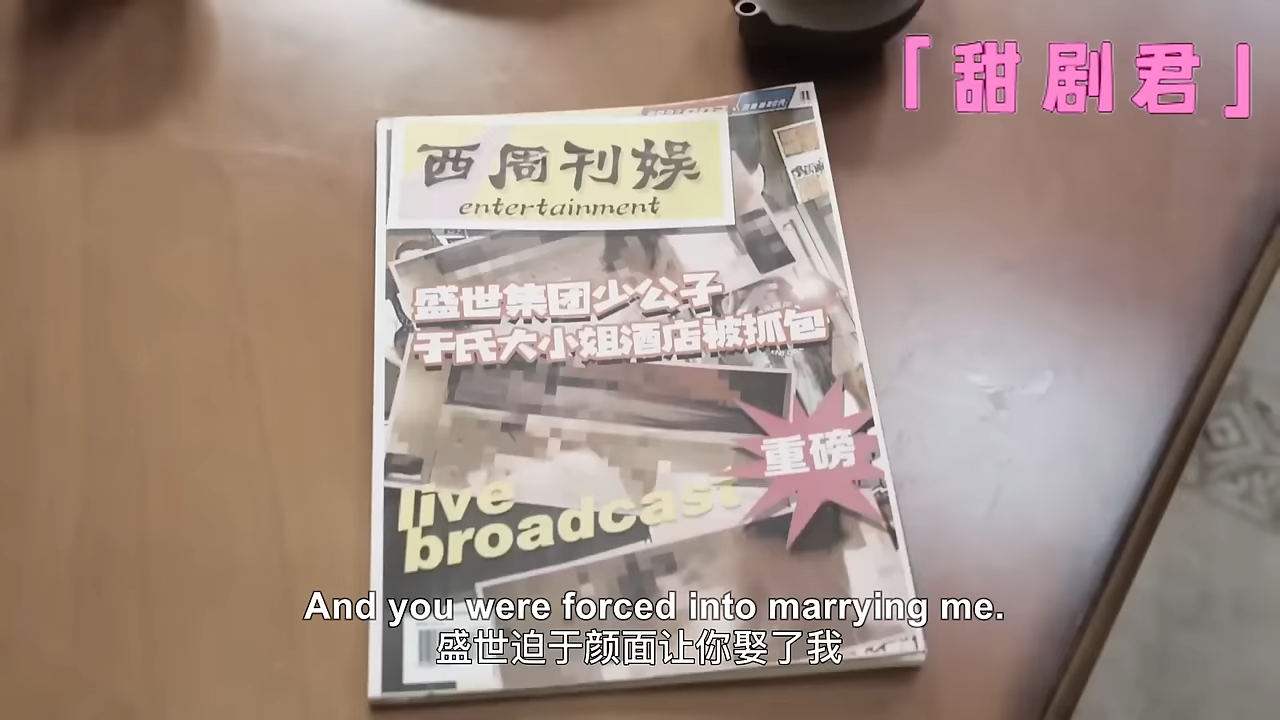 「甜剧君」
西周刊娱
entertainment
盛世集团少公子
于氏大小姐酒店被抓包
重磅
live
broadcast
And you were forced into marrying me.
盛世迫于颜面让你娶了我